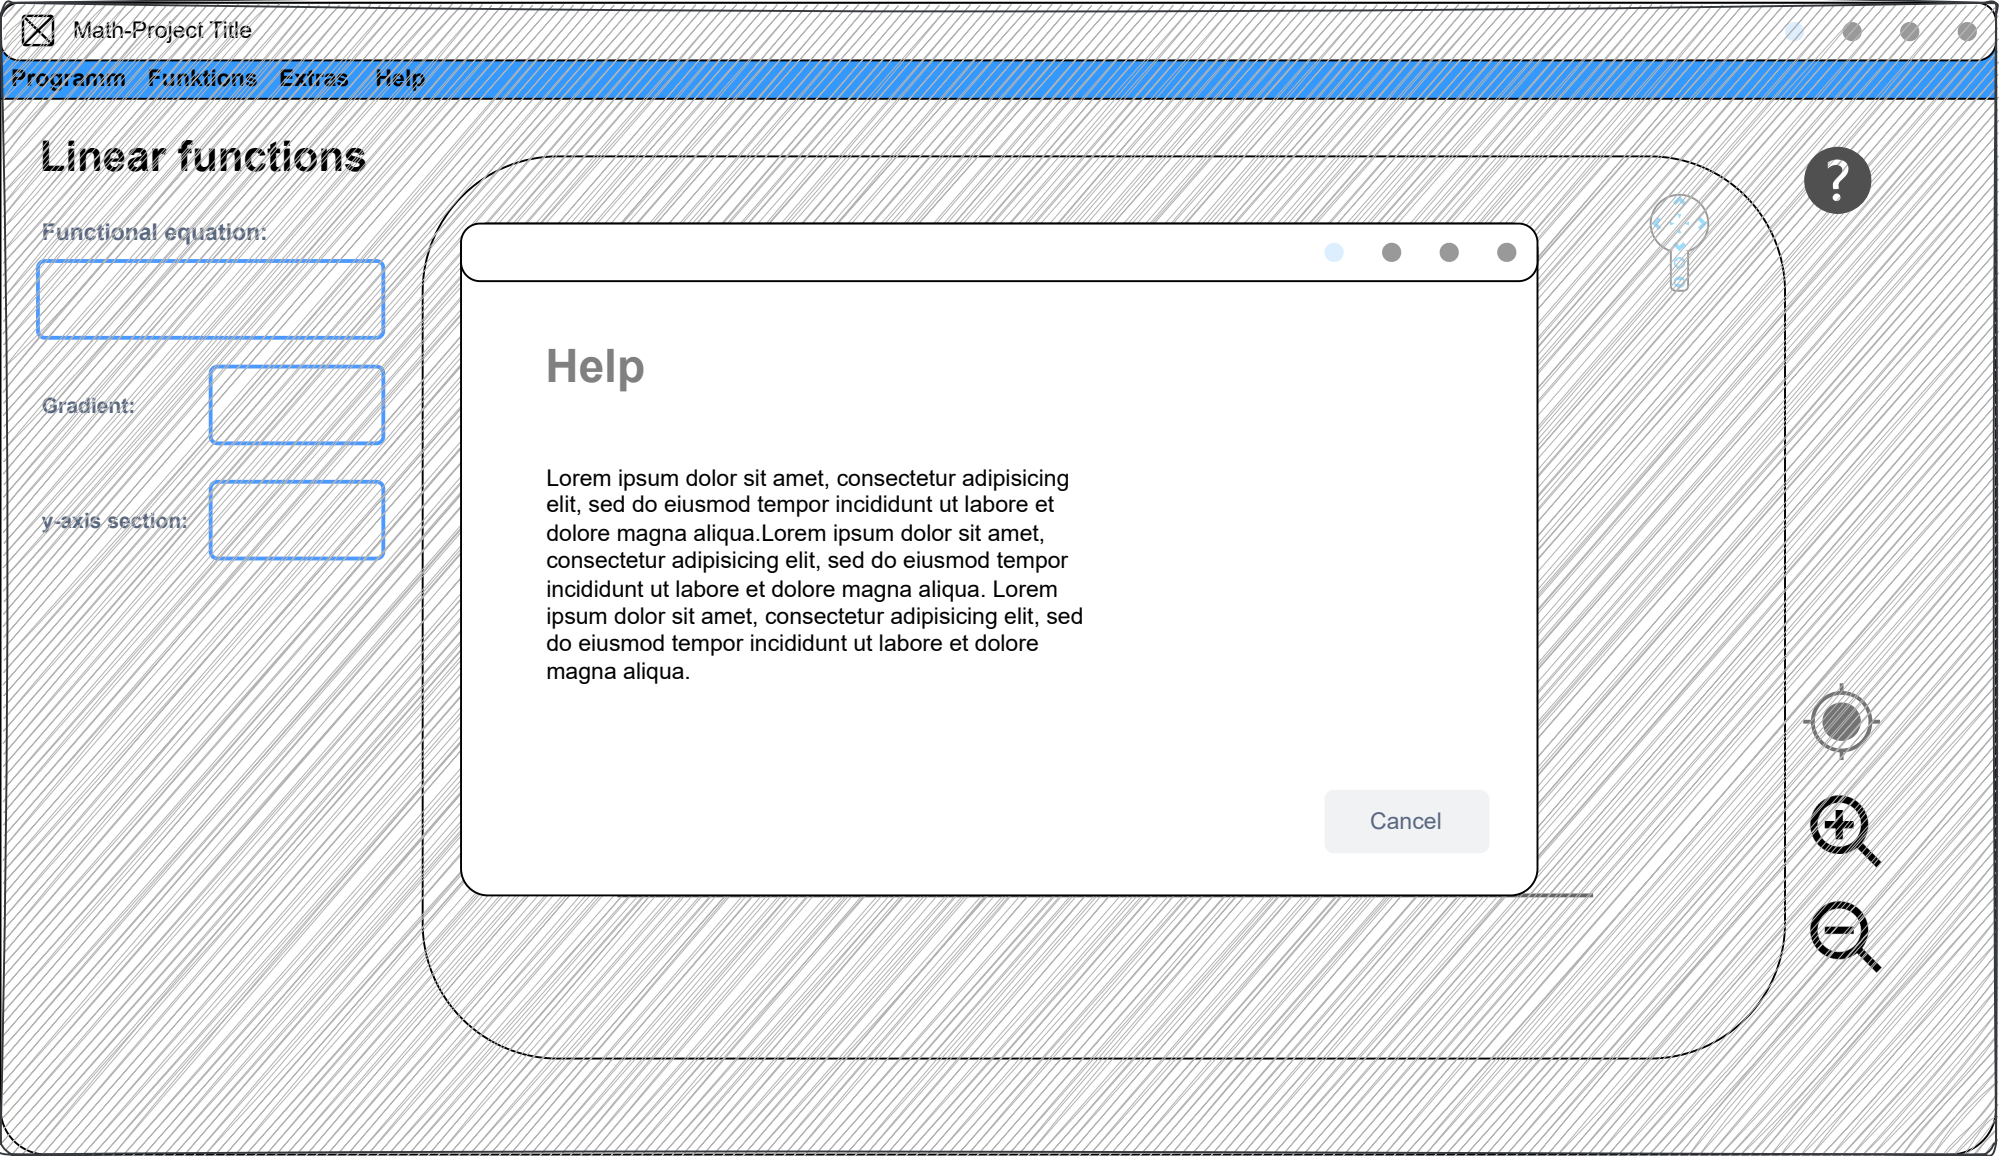 Math-Project Title
Programm Funktions Extras Help
Linear functions
?
Functional equation:
Gradient:
y-axis section:
Help
Lorem ipsum dolor sit amet, consectetur adipisicing
elit, sed do eiusmod tempor incididunt ut labore et
dolore magna aliqua.Lorem ipsum dolor sit amet,
consectetur adipisicing elit, sed do eiusmod tempor
incididunt ut labore et dolore magna aliqua. Lorem
ipsum dolor sit amet, consectetur adipisicing elit, sed
do eiusmod tempor incididunt ut labore et dolore
magna aliqua.
Cancel